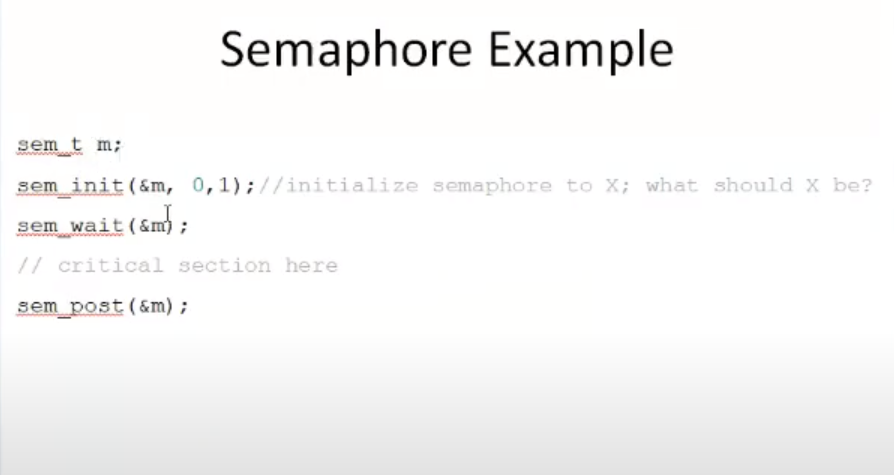 Semaphore Example
sem_t m;
sem_init(&m, 0,1);//initialize semaphore to X; what should X be?
sem_wait(&m);
// critical section here
sem_post(&m);